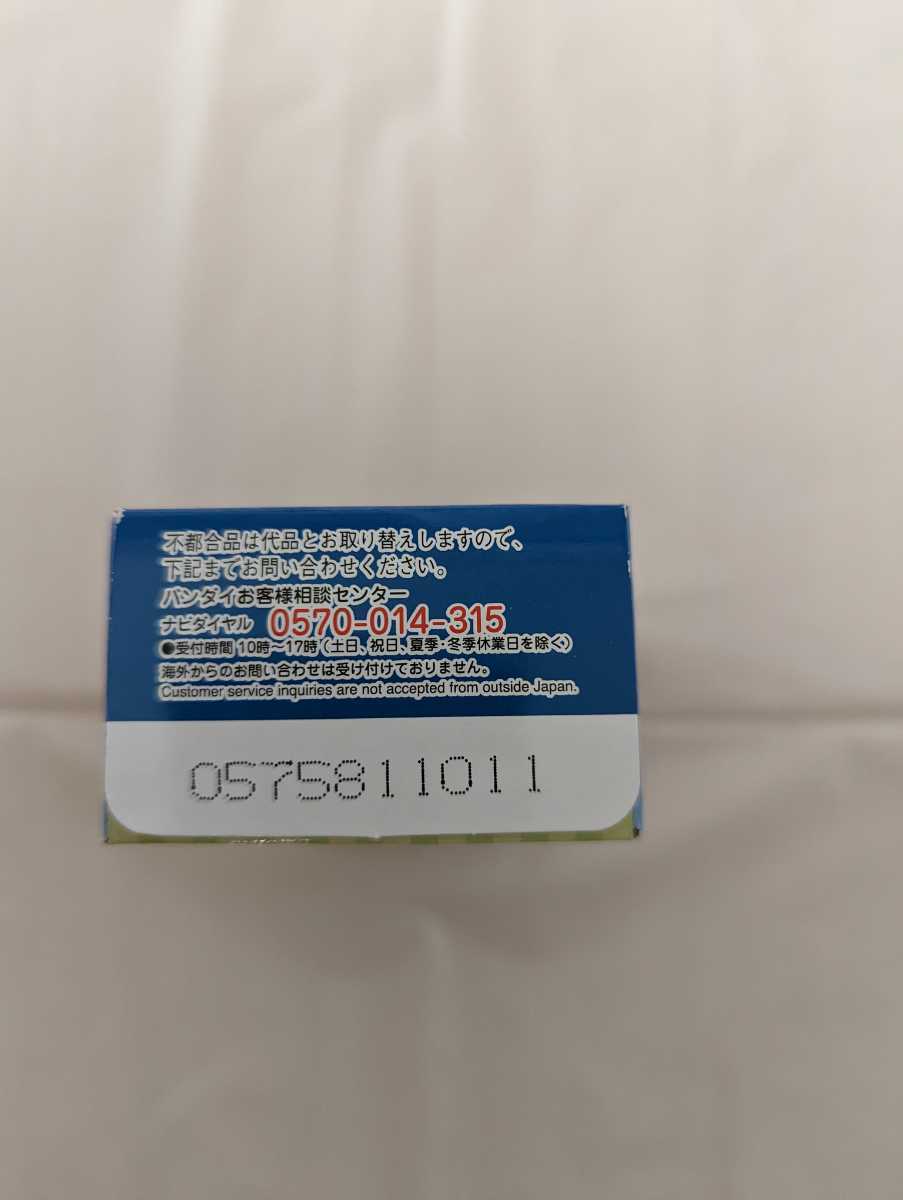 不都合品は代品とお取り替えしますので、
下記までお問い合わせください。
バンダイお客様相談センター
ナビダイヤル 0570-014-315
●受付時間 10時～17時(土日、祝日、夏季・冬季休業日を除く)
海外からのお問い合わせは受け付けておりません。
Customer service inquiries are not accepted from outside Japan.
0575811011